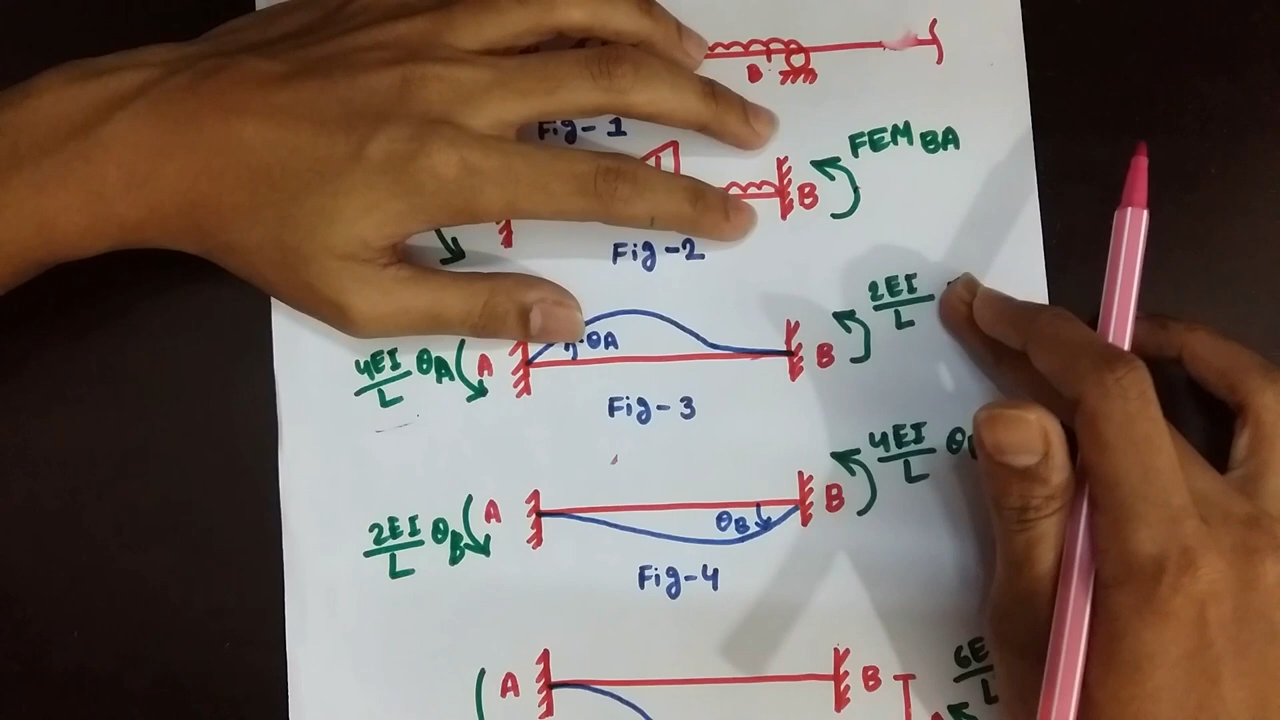 B
Fig-1
FEM BA
B
Fig-2
2EI/L
4EI/L θA A θA B
Fig-3
4EI/L
2EI/L θB A θB B
Fig-4
A B